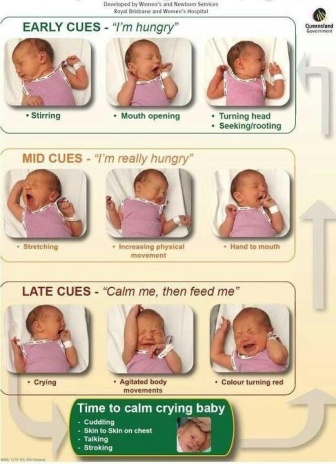 Developed by Women's and Newborn Services
Royal Brisbane and Women's Hospital
Queensland
Government
EARLY CUES - "I'm hungry"
• Stirring
• Mouth opening
• Turning head
• Seeking/rooting
MID CUES - "I'm really hungry"
• Stretching
• Increasing physical
movement
• Hand to mouth
LATE CUES - "Calm me, then feed me"
• Crying
• Agitated body
movements
• Colour turning red
Time to calm crying baby
- Cuddling
- Skin to Skin on chest
- Talking
- Stroking